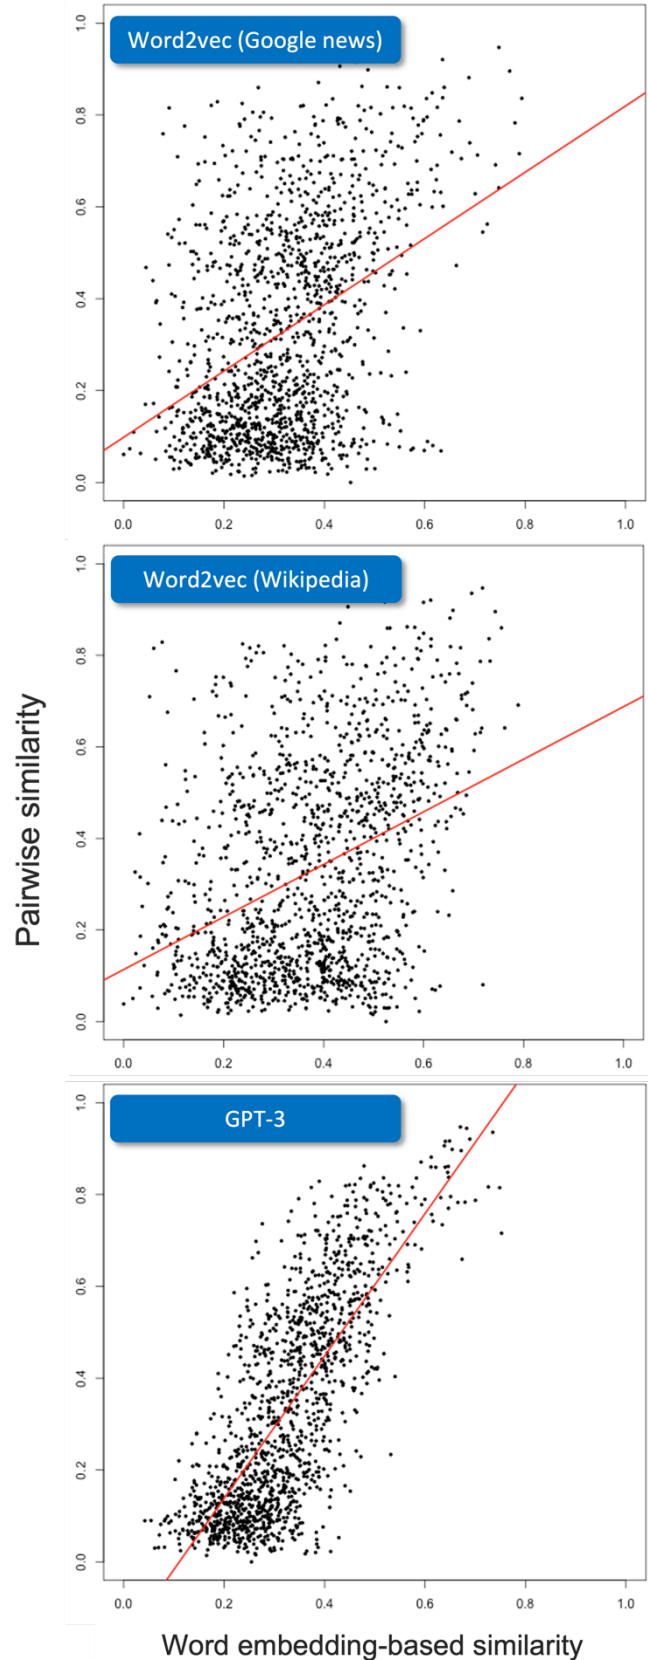 Word2vec (Google news)
1.0
0.8
0.6
0.4
0.2
0.0
0.0 0.2 0.4 0.6 0.8 1.0
Word2vec (Wikipedia)
1.0
0.8
0.6
0.4
0.2
0.0
0.0 0.2 0.4 0.6 0.8 1.0
Pairwise similarity
GPT-3
1.0
0.8
0.6
0.4
0.2
0.0
0.0 0.2 0.4 0.6 0.8 1.0
Word embedding-based similarity